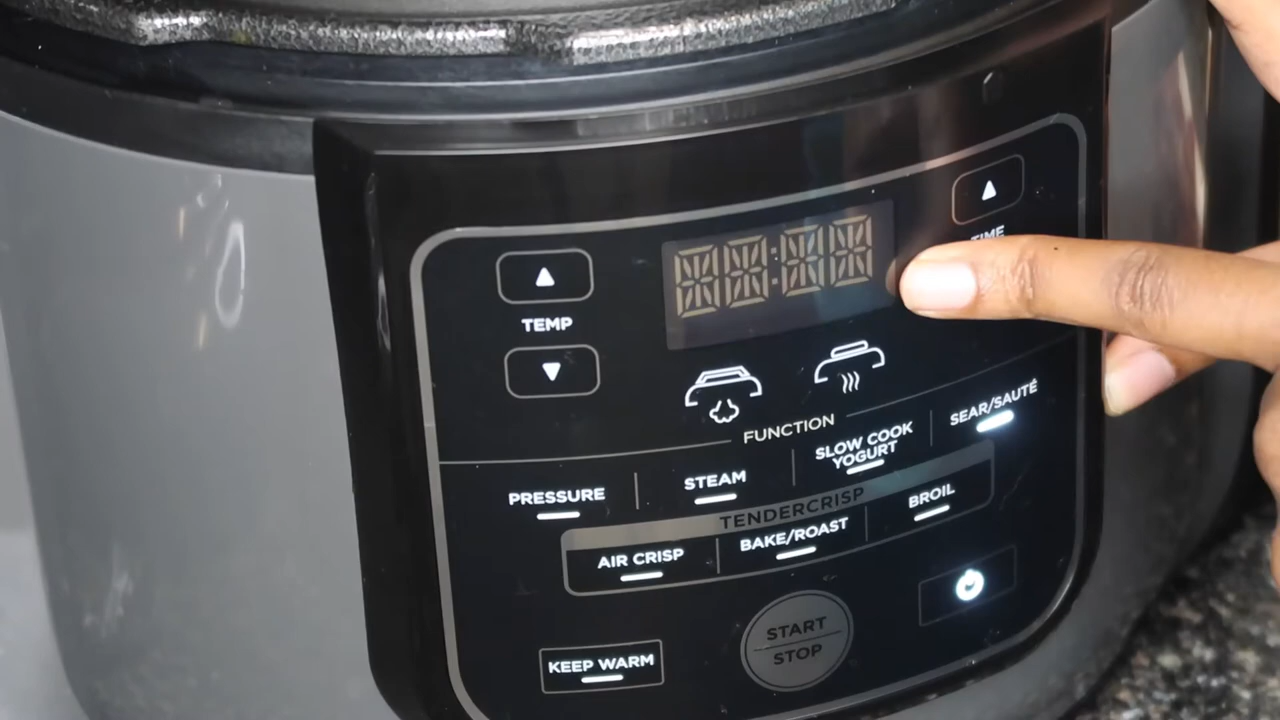 TEMP
TIME
FUNCTION
PRESSURE
STEAM
SLOW COOK
YOGURT
SEAR/SAUTÉ
TENDERCRISP
AIR CRISP
BAKE/ROAST
BROIL
KEEP WARM
START
STOP